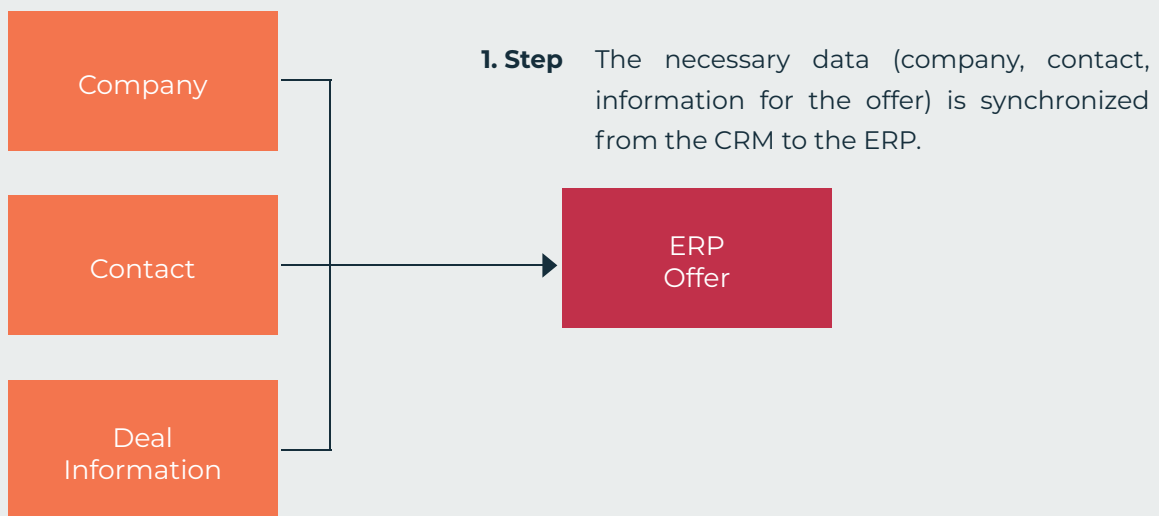 Company
1. Step The necessary data (company, contact,
information for the offer) is synchronized
from the CRM to the ERP.
Contact
ERP
Offer
Deal
Information